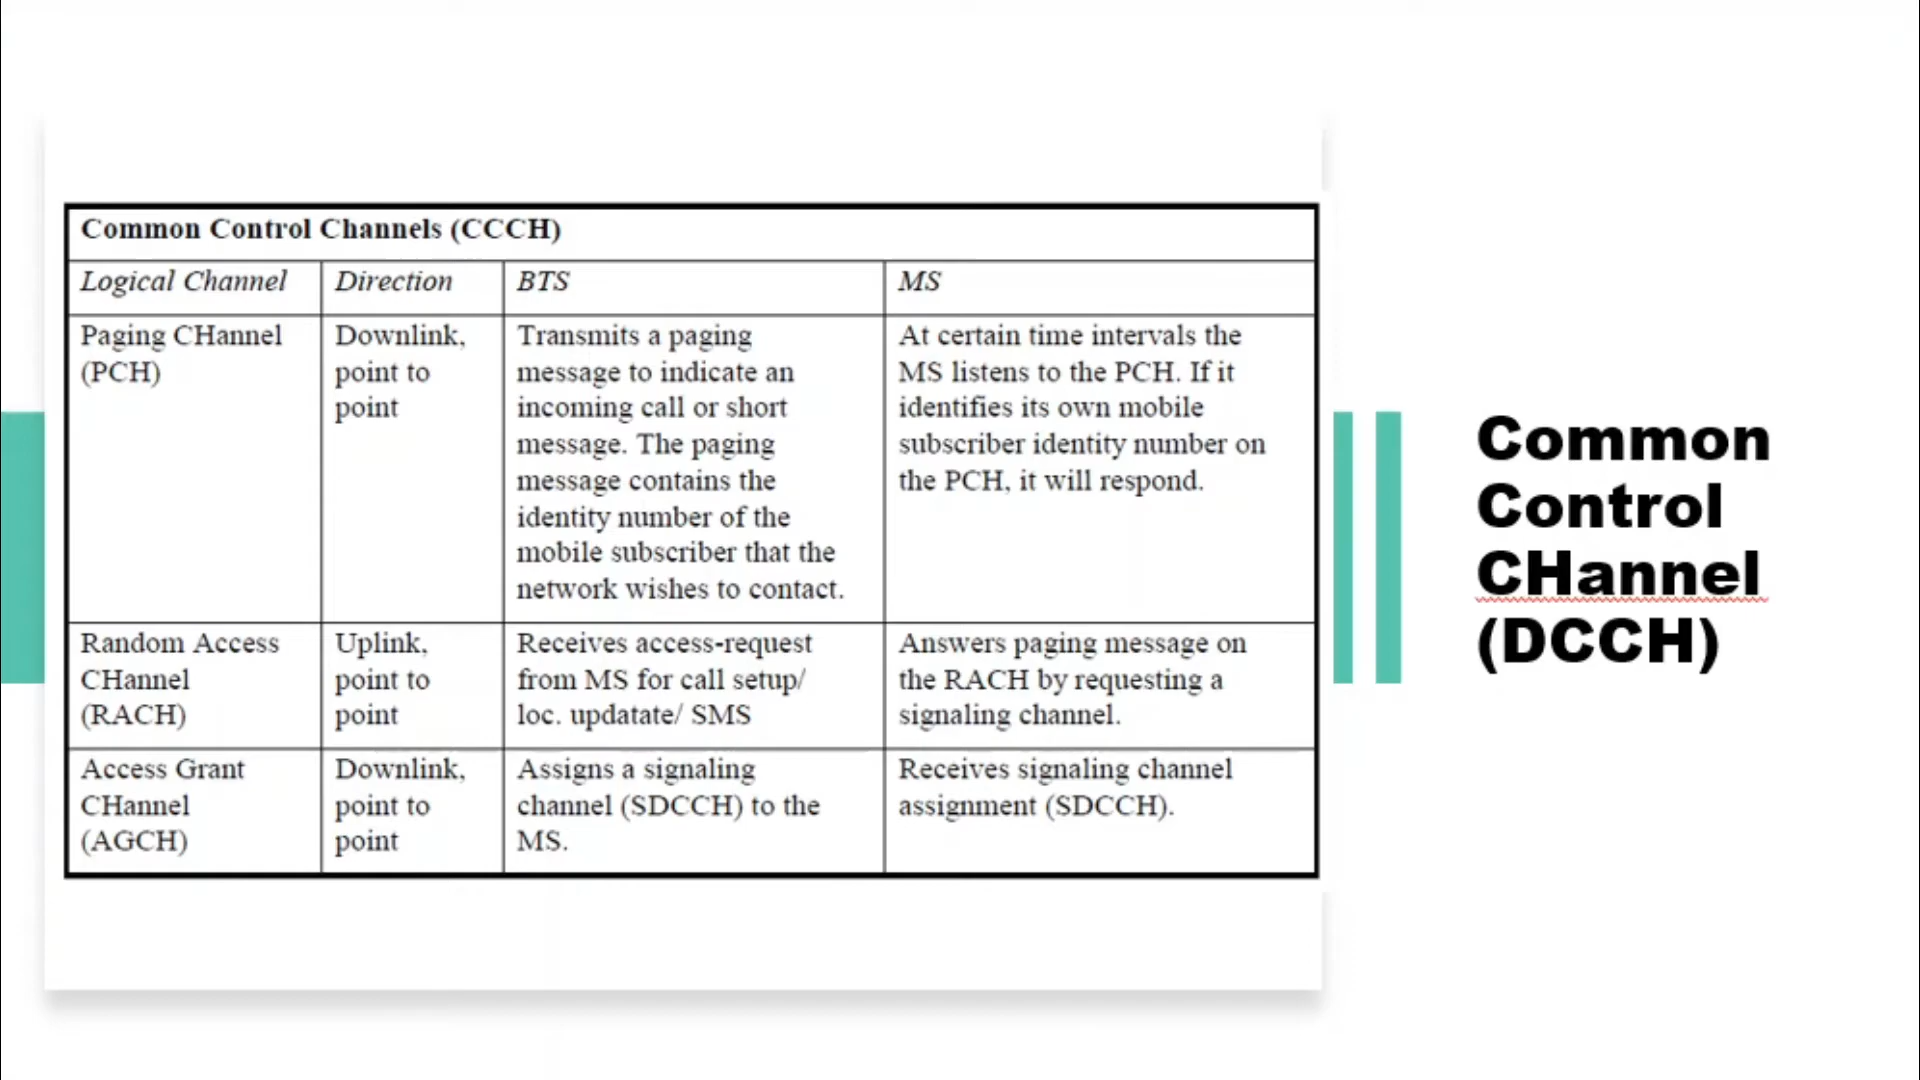 Common Control Channels (CCCH)
Logical Channel
Direction
BTS
MS
Paging CHannel
(PCH)
Downlink,
point to
point
Transmits a paging
message to indicate an
incoming call or short
message. The paging
message contains the
identity number of the
mobile subscriber that the
network wishes to contact.
At certain time intervals the
MS listens to the PCH. If it
identifies its own mobile
subscriber identity number on
the PCH, it will respond.
Random Access
CHannel
(RACH)
Uplink,
point to
point
Receives access-request
from MS for call setup/
loc. updatate/ SMS
Answers paging message on
the RACH by requesting a
signaling channel.
Access Grant
CHannel
(AGCH)
Downlink,
point to
point
Assigns a signaling
channel (SDCCH) to the
MS.
Receives signaling channel
assignment (SDCCH).
Common
Control
CHannel
(DCCH)